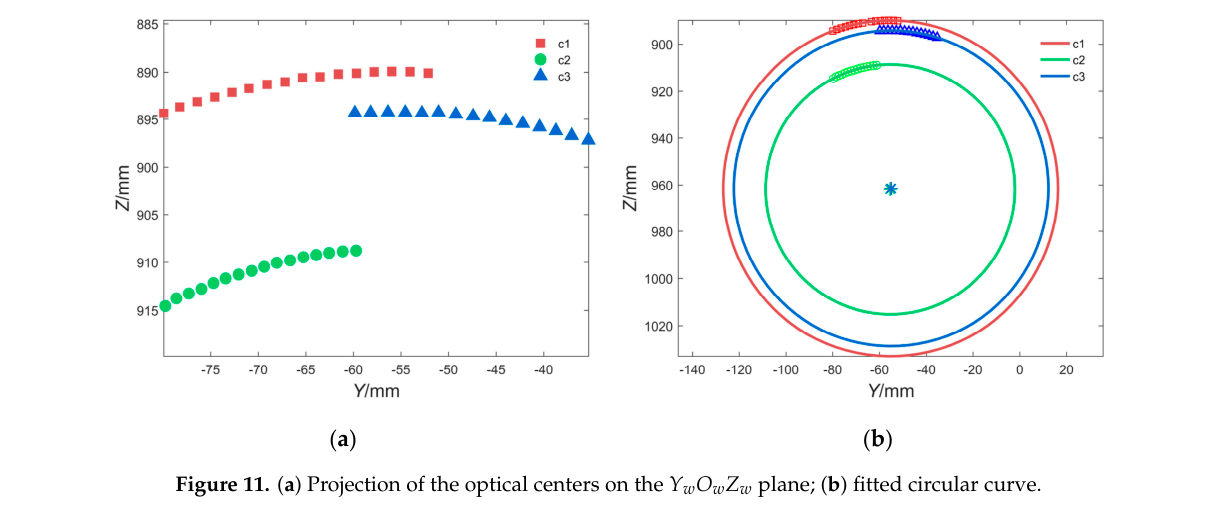 885
890
895
900
905
910
915
Z/mm
c1
c2
c3
-75
-70
-65
-60
-55
-50
-45
-40
Y/mm
(a)
900
920
940
960
980
1000
1020
Z/mm
c1
c2
c3
-140
-120
-100
-80
-60
-40
-20
0
20
Y/mm
(b)
Figure 11. (a) Projection of the optical centers on the YwOwZw plane; (b) fitted circular curve.